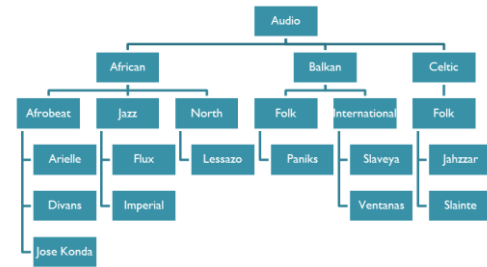 Audio
African
Balkan
Celtic
Afrobeat
Jazz
North
Folk
International
Folk
Arielle
Flux
Lessazo
Paniks
Slaveya
Jahzzar
Divans
Imperial
Ventanas
Slainte
Jose Konda